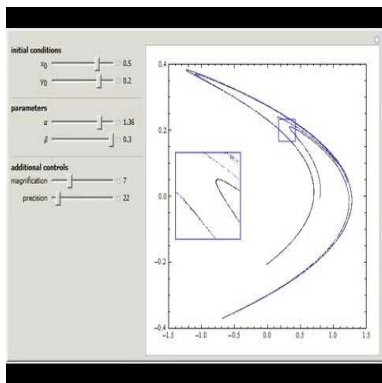 initial conditions
x0 0.5
y0 0.2
parameters
α 1.36
β 0.3
additional controls
magnification 7
precision 22
0.4
0.2
0.0
-0.2
-0.4
-1.5 -1.0 -0.5 0.0 0.5 1.0 1.5